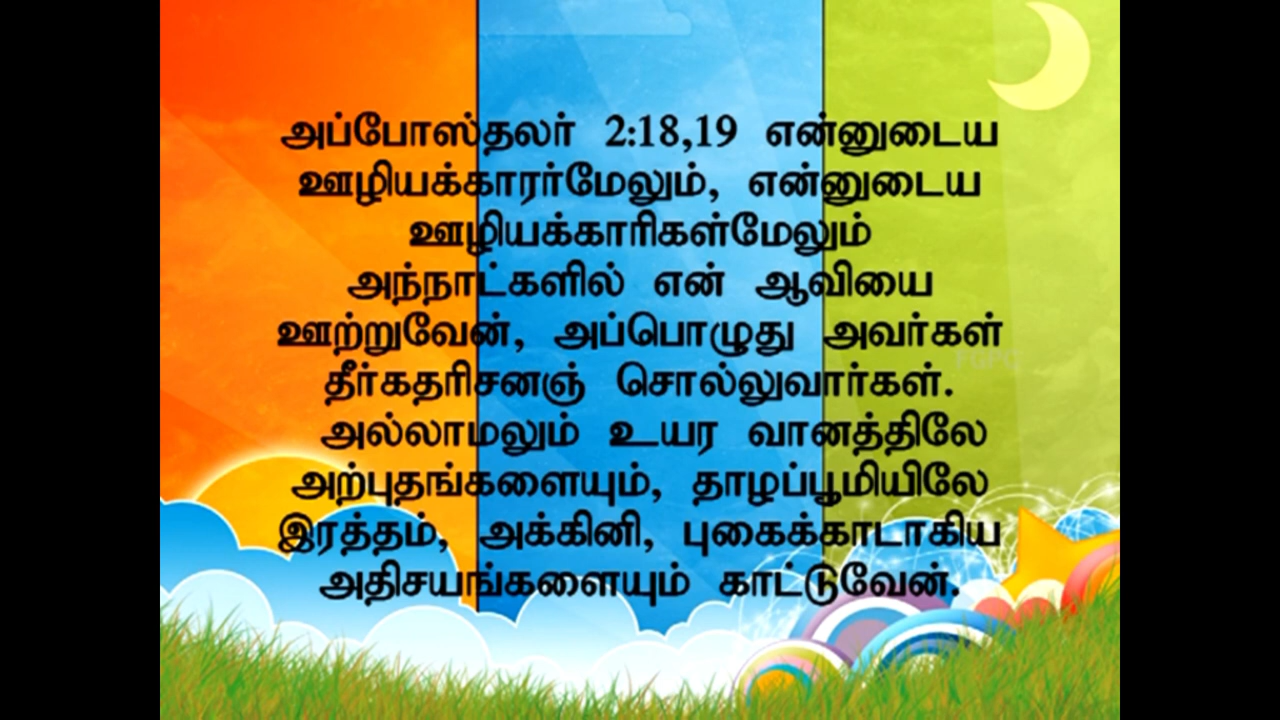 அப்போஸ்தலர் 2:18,19 என்னுடைய
ஊழியக்காரர்மேலும், என்னுடைய
ஊழியக்காரிகள்மேலும்
அந்நாட்களில் என் ஆவியை
ஊற்றுவேன், அப்பொழுது அவர்கள்
தீர்கதரிசனஞ் சொல்லுவார்கள்.
அல்லாமலும் உயர வானத்திலே
அற்புதங்களையும், தாழப்பூமியிலே
இரத்தம், அக்கினி, புகைக்காடாகிய
அதிசயங்களையும் காட்டுவேன்.
FGPC